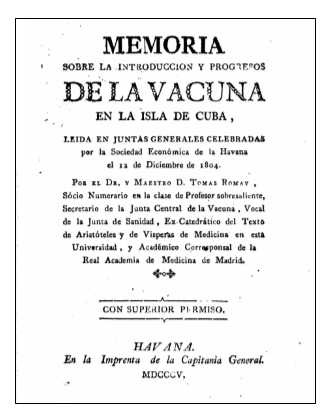 MEMORIA
SOBRE LA INTRODUCCION Y PROGRESOS
DE LA VACUNA
EN LA ISLA DE CUBA,
LEIDA EN JUNTAS GENERALES CELEBRADAS
por la Sociedad Económica de la Havana
el 12 de Diciembre de 1804.
POR EL DR. Y MAESTRO D. TOMAS ROMAY,
Sócio Numerario en la clase de Profesor sobresaliente,
Secretario de la Junta Central de la Vacuna, Vocal
de la Junta de Sanidad, Ex-Catedrático del Texto
de Aristóteles y de Visperas de Medicina en esta
Universidad, y Académico Corresponsal de la
Real Academia de Medicina de Madrid.
CON SUPERIOR PERMISO.
HAVANA.
En la Imprenta de la Capitanía General.
MDCCCV.